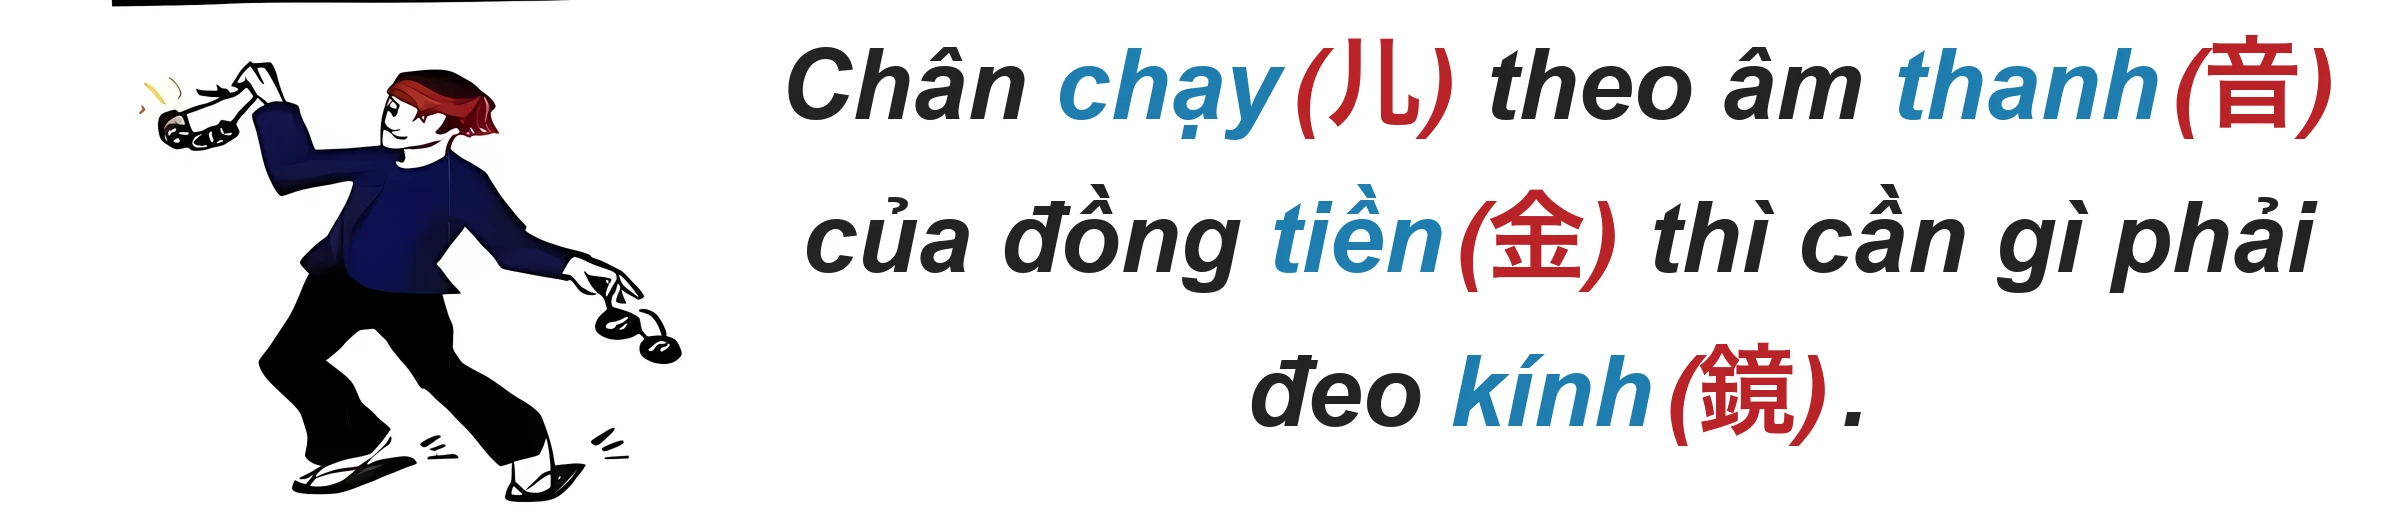 Chân chạy(儿) theo âm thanh(音)
của đồng tiền(金) thì cần gì phải
đeo kính(鏡).